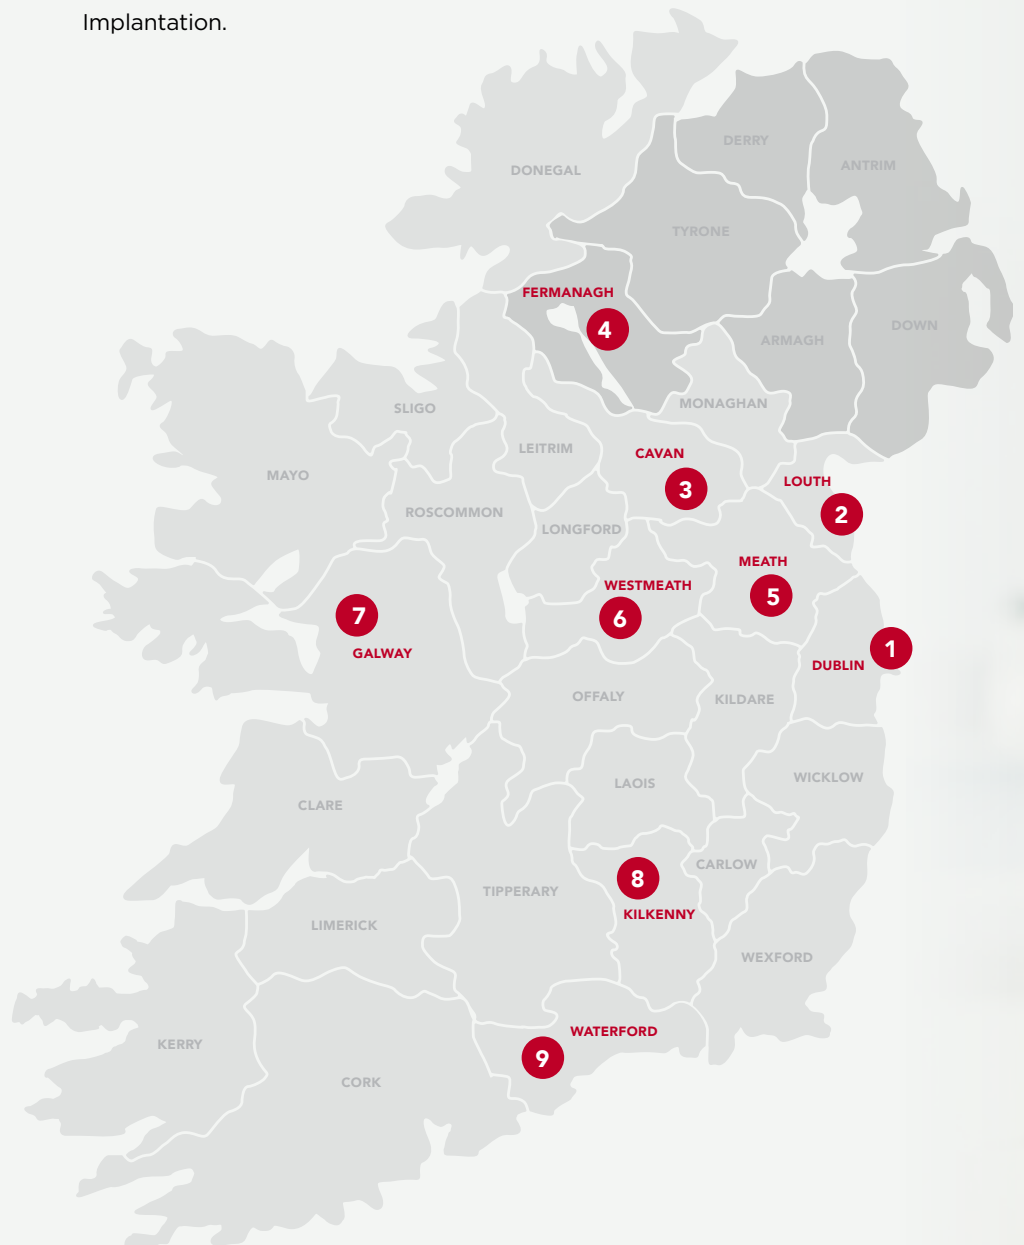 Implantation.
DERRY
ANTRIM
DONEGAL
TYRONE
FERMANAGH
4
DOWN
ARMAGH
MONAGHAN
SLIGO
LEITRIM
CAVAN
3
MAYO
LOUTH
2
ROSCOMMON
LONGFORD
MEATH
5
WESTMEATH
6
7
GALWAY
1
DUBLIN
OFFALY
KILDARE
LAOIS
WICKLOW
CLARE
CARLOW
8
KILKENNY
TIPPERARY
LIMERICK
WEXFORD
WATERFORD
9
KERRY
CORK